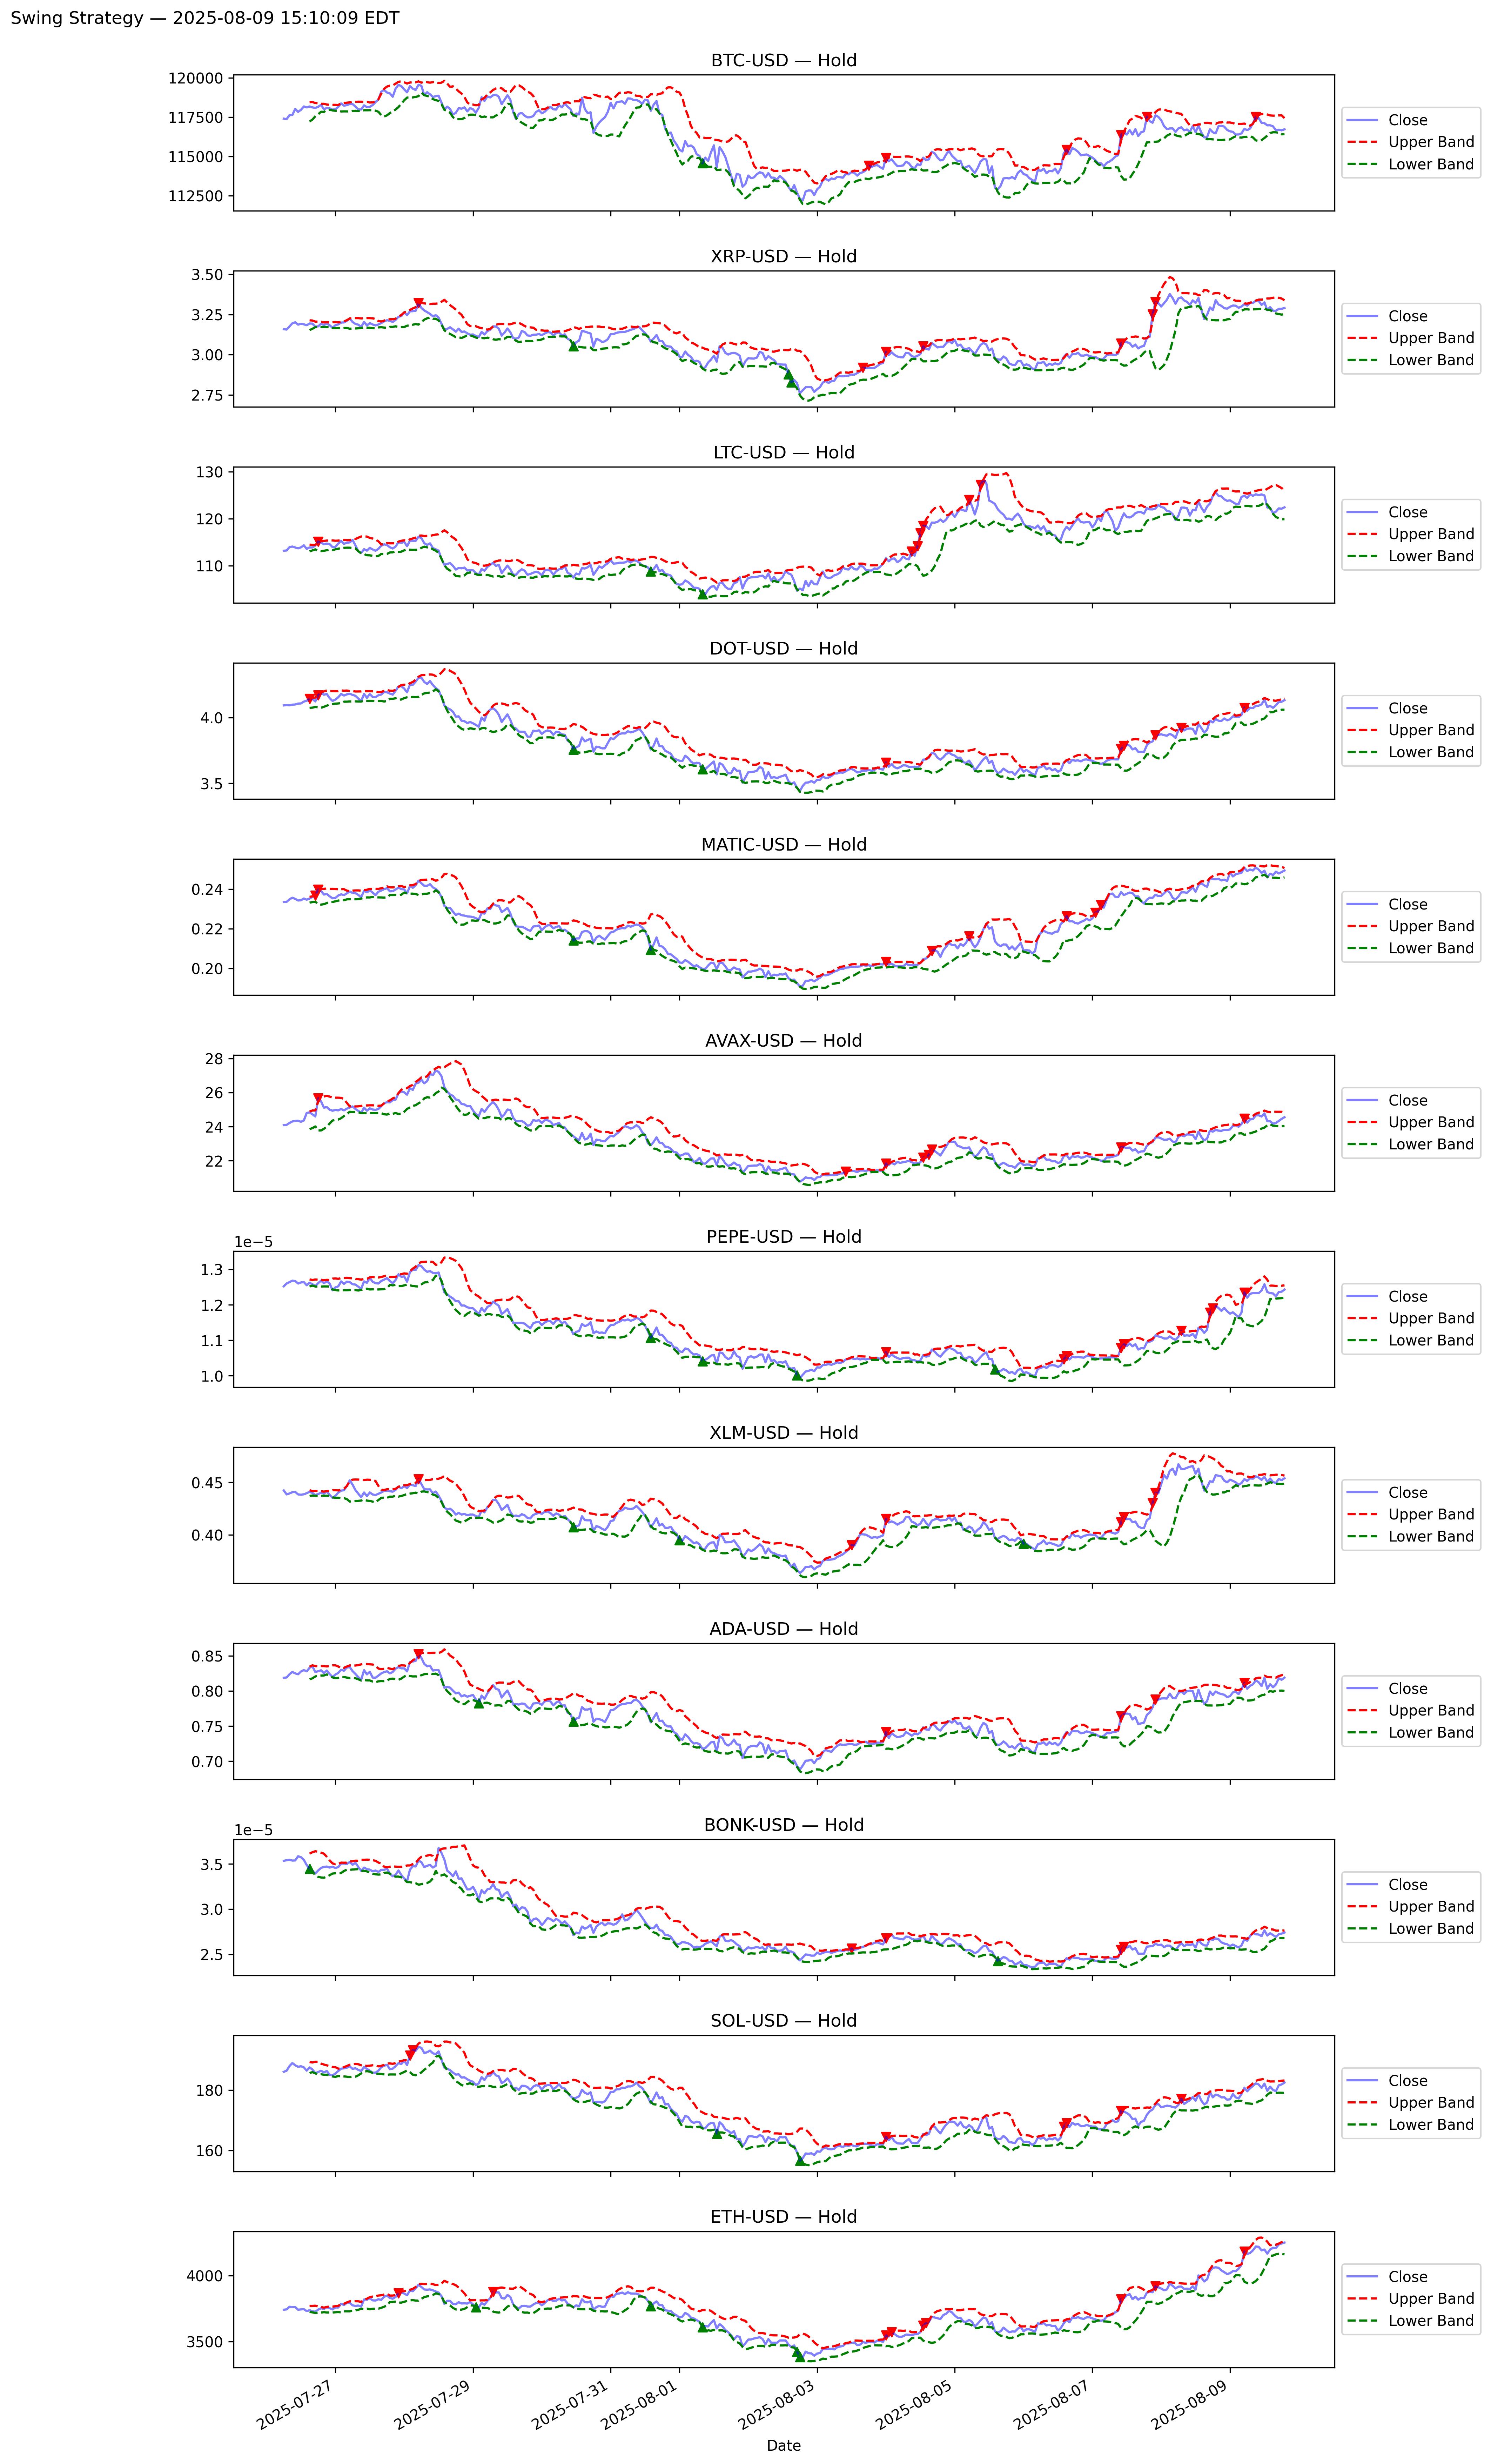 Swing Strategy — 2025-08-09 15:10:09 EDT
BTC-USD — Hold
120000
117500
115000
112500
Close
Upper Band
Lower Band
XRP-USD — Hold
3.50
3.25
3.00
2.75
Close
Upper Band
Lower Band
LTC-USD — Hold
130
120
110
Close
Upper Band
Lower Band
DOT-USD — Hold
4.0
3.5
Close
Upper Band
Lower Band
MATIC-USD — Hold
0.24
0.22
0.20
Close
Upper Band
Lower Band
AVAX-USD — Hold
28
26
24
22
Close
Upper Band
Lower Band
PEPE-USD — Hold
1e−5
1.3
1.2
1.1
1.0
Close
Upper Band
Lower Band
XLM-USD — Hold
0.45
0.40
Close
Upper Band
Lower Band
ADA-USD — Hold
0.85
0.80
0.75
0.70
Close
Upper Band
Lower Band
BONK-USD — Hold
1e−5
3.5
3.0
2.5
Close
Upper Band
Lower Band
SOL-USD — Hold
180
160
Close
Upper Band
Lower Band
ETH-USD — Hold
4000
3500
Close
Upper Band
Lower Band
2025-07-27
2025-07-29
2025-07-31
2025-08-01
2025-08-03
2025-08-05
2025-08-07
2025-08-09
Date